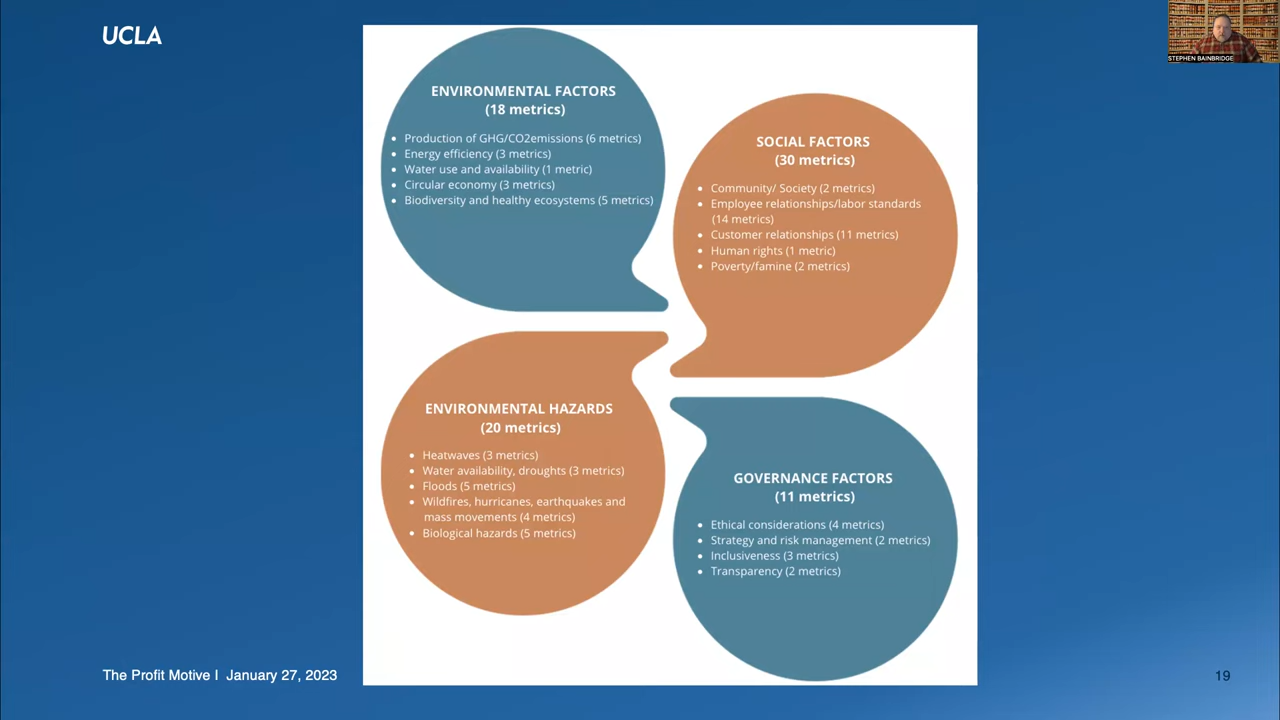 UCLA
STEPHEN BAINBRIDGE
ENVIRONMENTAL FACTORS
(18 metrics)
• Production of GHG/CO2emissions (6 metrics)
• Energy efficiency (3 metrics)
• Water use and availability (1 metric)
• Circular economy (3 metrics)
• Biodiversity and healthy ecosystems (5 metrics)
SOCIAL FACTORS
(30 metrics)
• Community/ Society (2 metrics)
• Employee relationships/labor standards
(14 metrics)
• Customer relationships (11 metrics)
• Human rights (1 metric)
• Poverty/famine (2 metrics)
ENVIRONMENTAL HAZARDS
(20 metrics)
• Heatwaves (3 metrics)
• Water availability, droughts (3 metrics)
• Floods (5 metrics)
• Wildfires, hurricanes, earthquakes and
mass movements (4 metrics)
• Biological hazards (5 metrics)
GOVERNANCE FACTORS
(11 metrics)
• Ethical considerations (4 metrics)
• Strategy and risk management (2 metrics)
• Inclusiveness (3 metrics)
• Transparency (2 metrics)
The Profit Motive I January 27, 2023
19